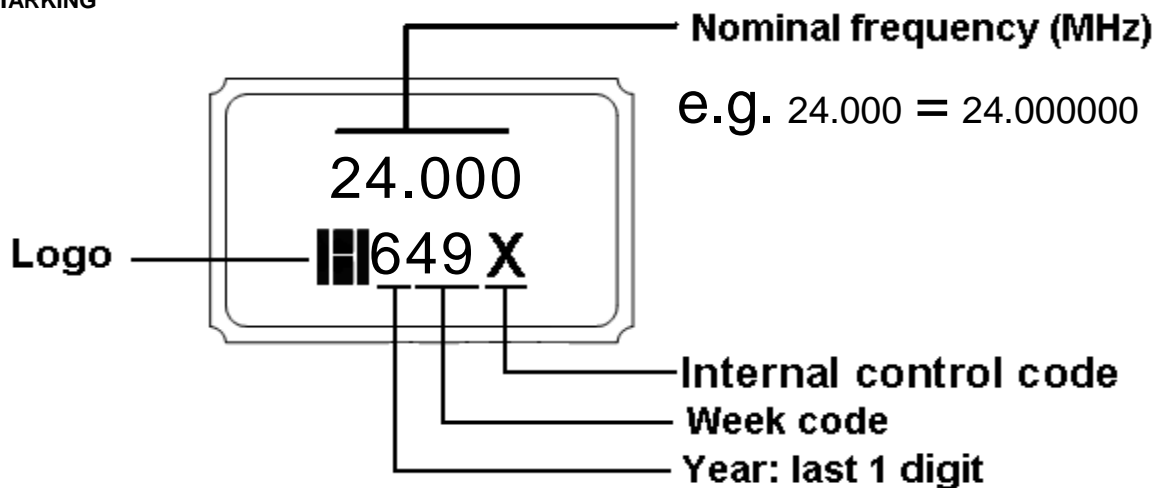 Nominal frequency (MHz)
e.g. 24.000 = 24.000000
24.000
Logo
649 X
Internal control code
Week code
Year: last 1 digit